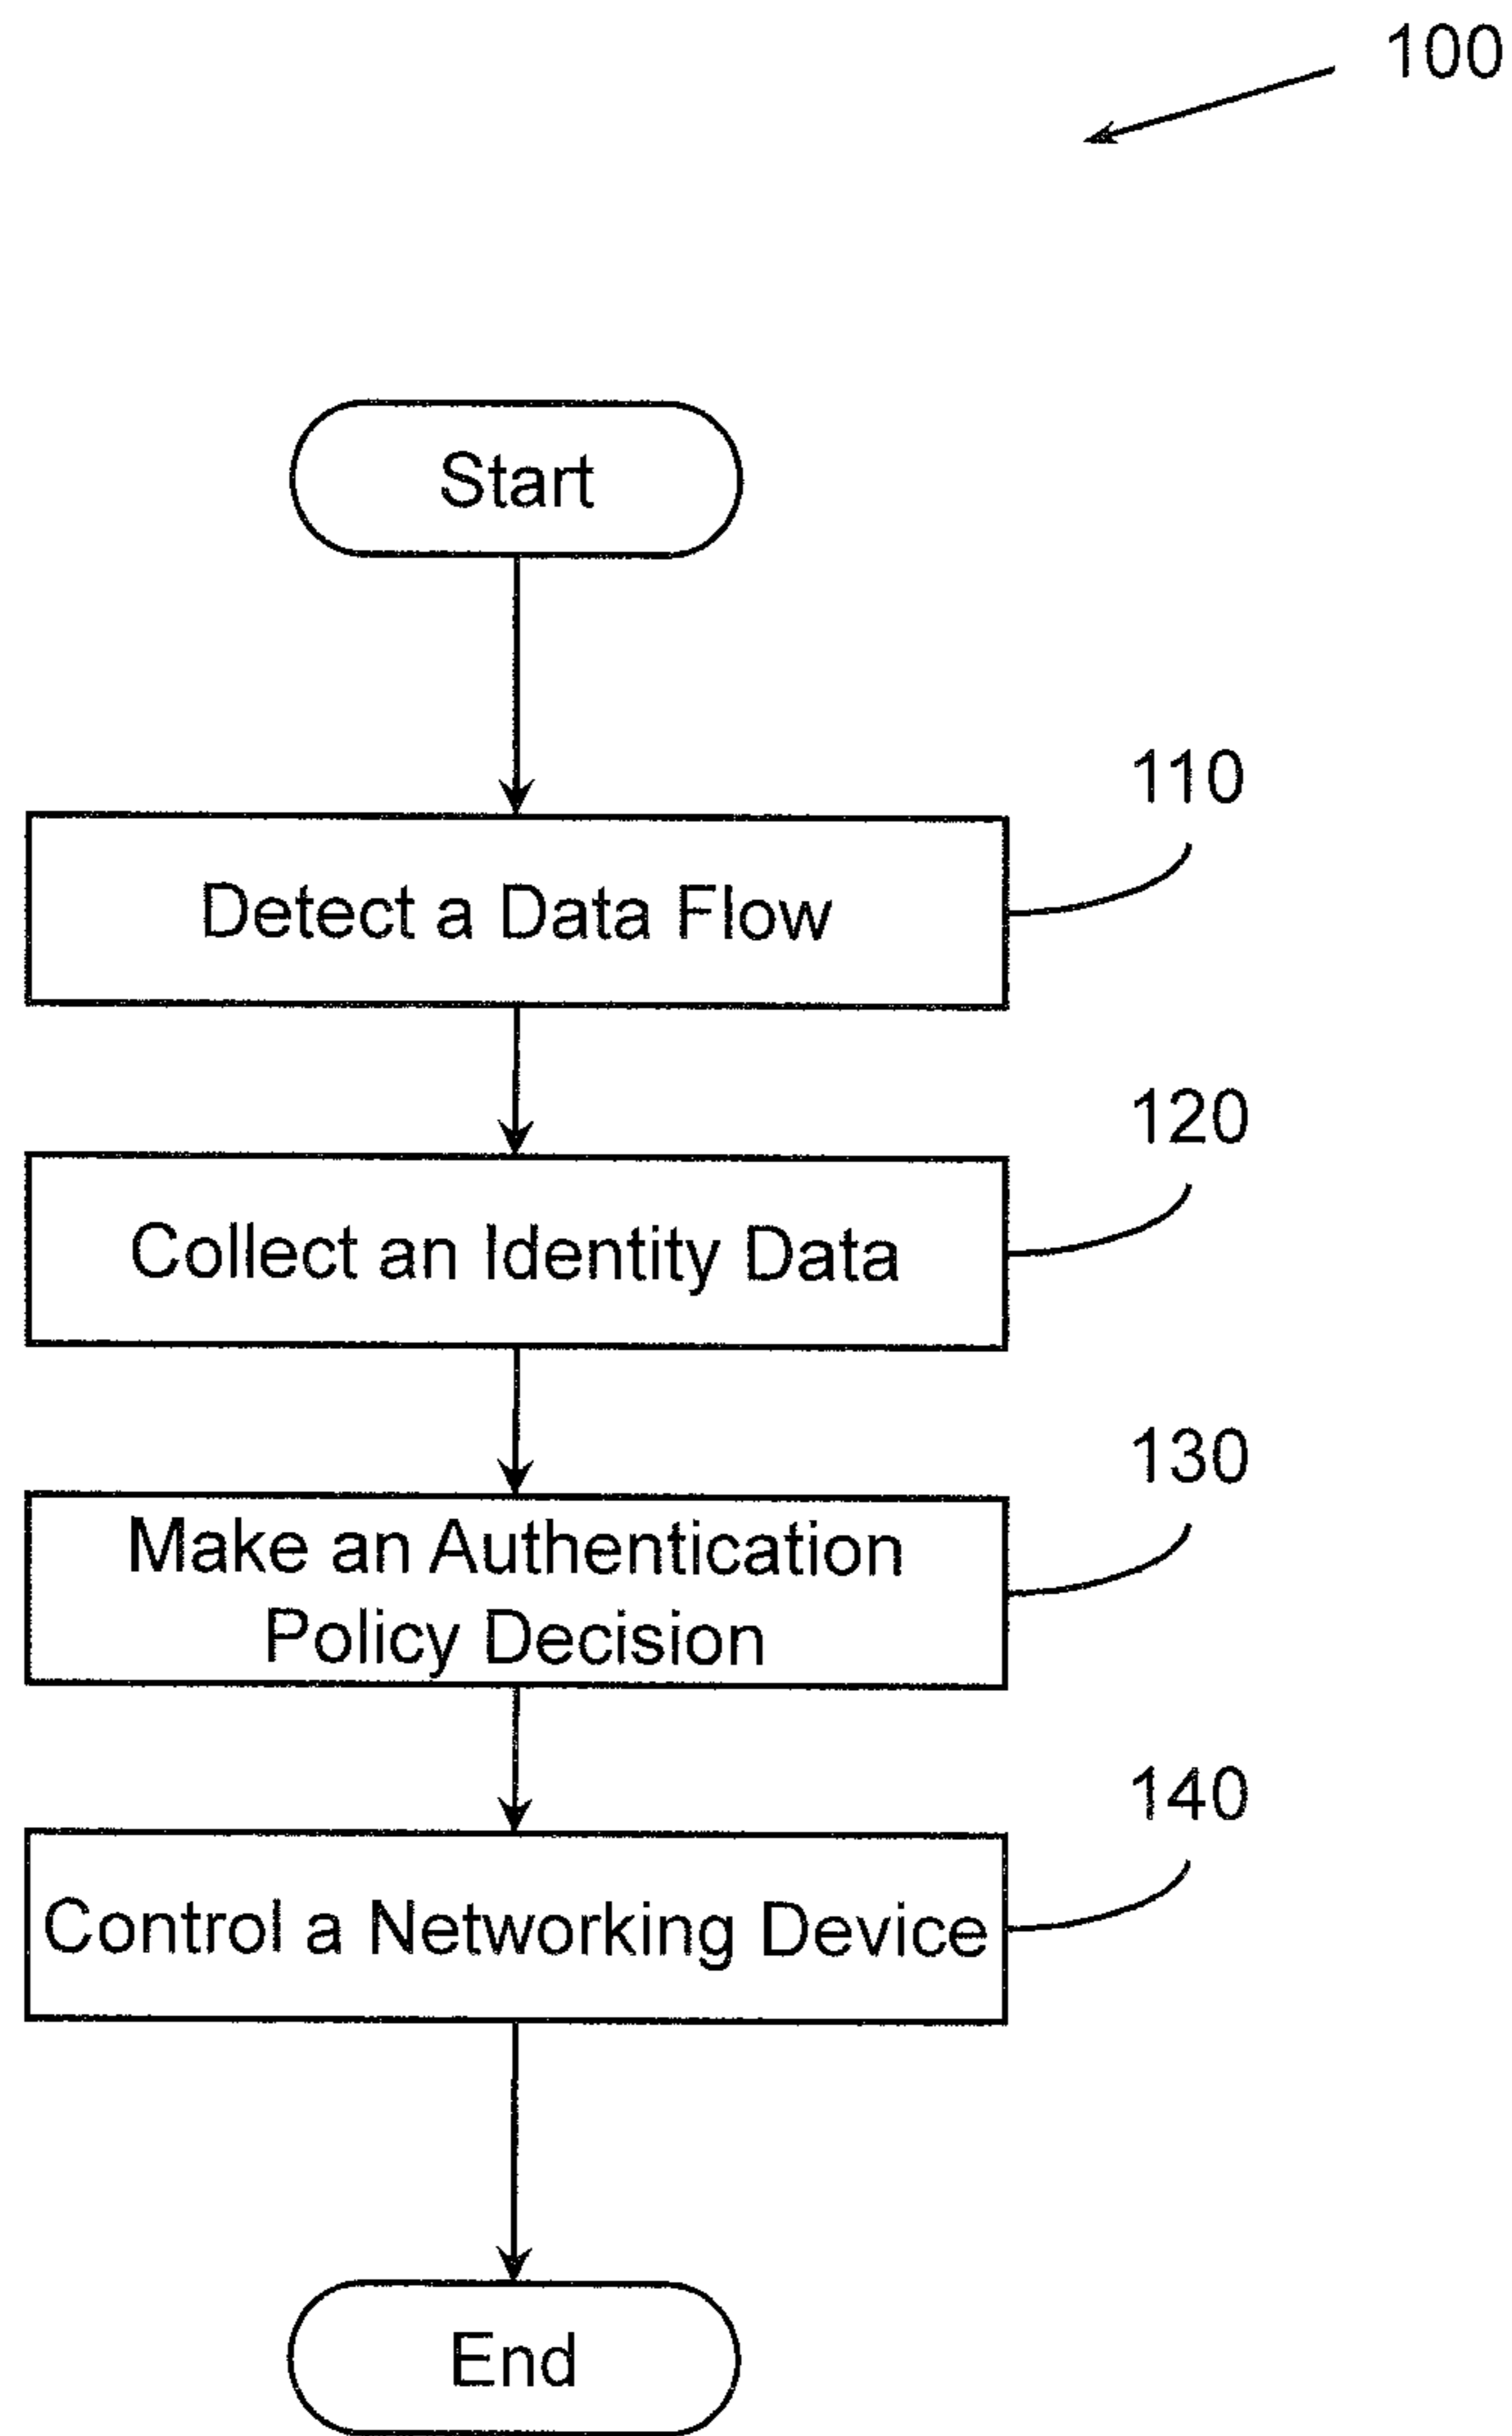 100
Start
110
Detect a Data Flow
120
Collect an Identity Data
130
Make an Authentication
Policy Decision
140
Control a Networking Device
End